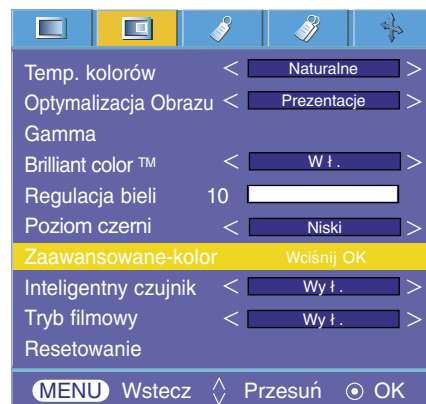 Temp. kolorów < Naturalne >
Optymalizacja Obrazu < Prezentacje >
Gamma
Brilliant color ™ < W ł . >
Regulacja bieli 10
Poziom czerni < Niski >
Zaawansowane-kolor Wciśnij OK
Inteligentny czujnik < Wy ł . >
Tryb filmowy < Wy ł . >
Resetowanie
MENU Wstecz Przesuń OK